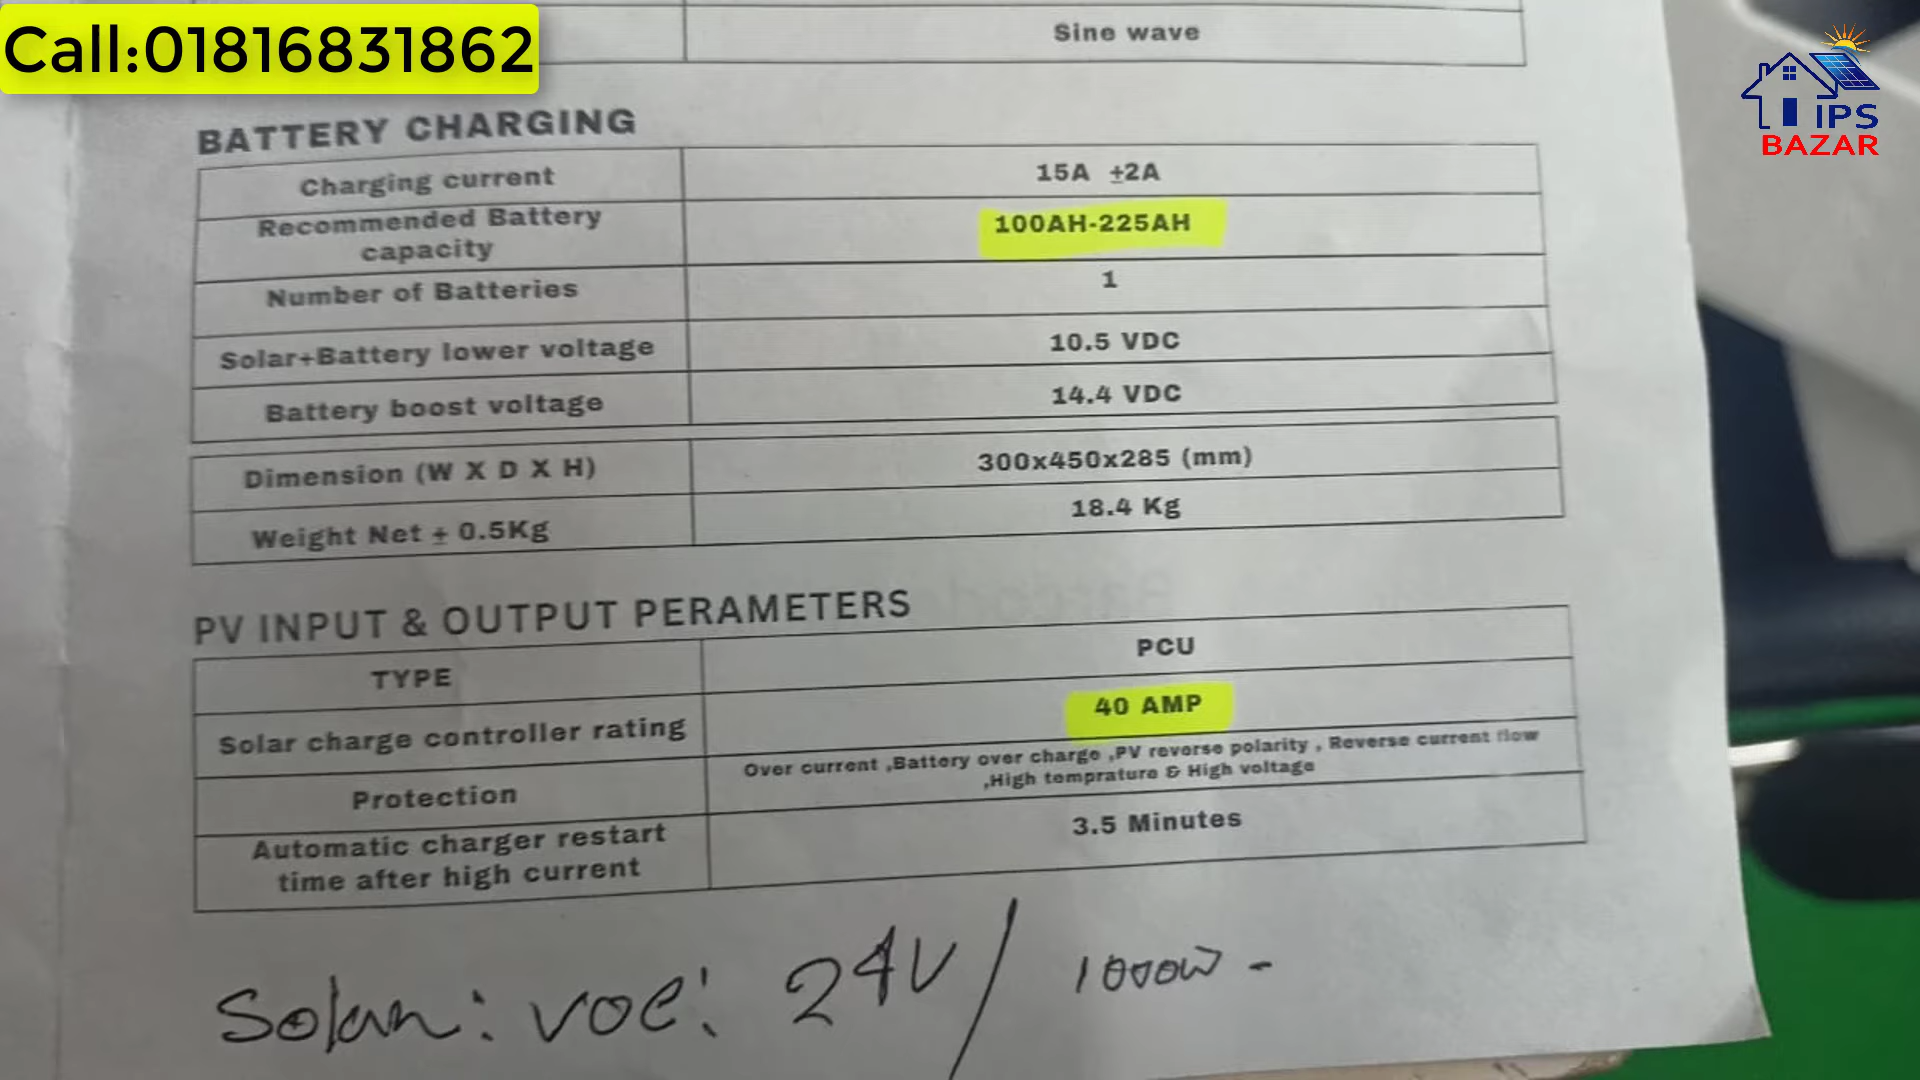 Call:01816831862
iPS
BAZAR
Sine wave
BATTERY CHARGING
Charging current 15A ±2A
Recommended Battery capacity 100AH-225AH
Number of Batteries 1
Solar+Battery lower voltage 10.5 VDC
Battery boost voltage 14.4 VDC
Dimension (W X D X H) 300x450x285 (mm)
Weight Net ± 0.5Kg 18.4 Kg
PV INPUT & OUTPUT PERAMETERS
TYPE PCU
Solar charge controller rating 40 AMP
Protection Over current ,Battery over charge ,PV reverse polarity , Reverse current flow
,High temprature & High voltage
Automatic charger restart
time after high current 3.5 Minutes
Solar: voc: 24V / 1000W -